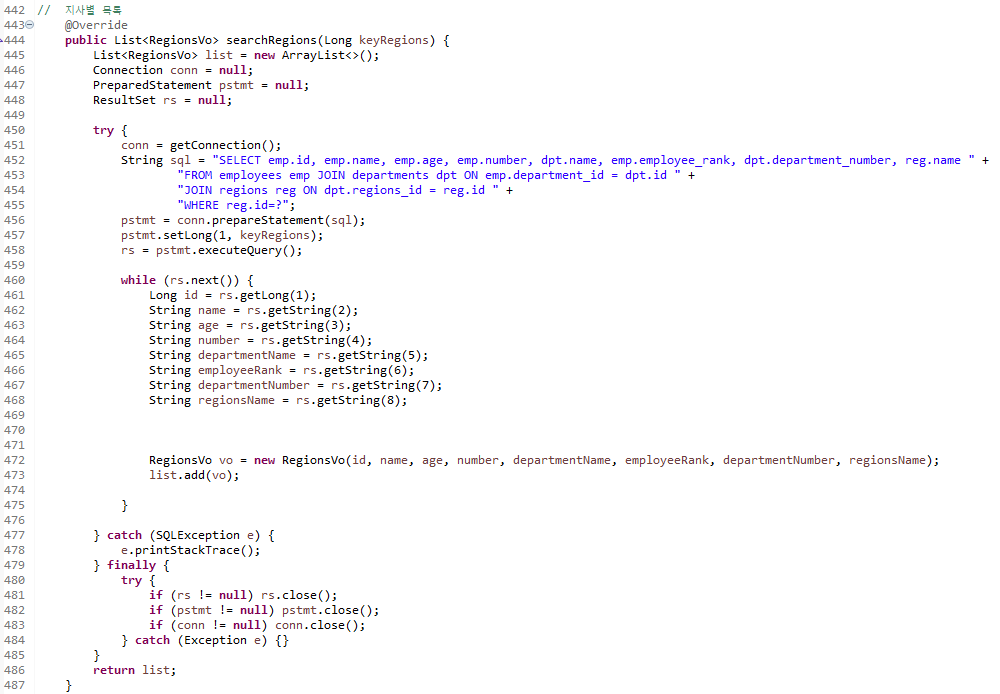 442 //  지사별 목록
443     @Override
444     public List<RegionsVo> searchRegions(Long keyRegions) {
445         List<RegionsVo> list = new ArrayList<>();
446         Connection conn = null;
447         PreparedStatement pstmt = null;
448         ResultSet rs = null;
449
450         try {
451             conn = getConnection();
452             String sql = "SELECT emp.id, emp.name, emp.age, emp.number, dpt.name, emp.employee_rank, dpt.department_number, reg.name " +
453                     "FROM employees emp JOIN departments dpt ON emp.department_id = dpt.id " +
454                     "JOIN regions reg ON dpt.regions_id = reg.id " +
455                     "WHERE reg.id=?";
456             pstmt = conn.prepareStatement(sql);
457             pstmt.setLong(1, keyRegions);
458             rs = pstmt.executeQuery();
459
460             while (rs.next()) {
461                 Long id = rs.getLong(1);
462                 String name = rs.getString(2);
463                 String age = rs.getString(3);
464                 String number = rs.getString(4);
465                 String departmentName = rs.getString(5);
466                 String employeeRank = rs.getString(6);
467                 String departmentNumber = rs.getString(7);
468                 String regionsName = rs.getString(8);
469
470
471
472                 RegionsVo vo = new RegionsVo(id, name, age, number, departmentName, employeeRank, departmentNumber, regionsName);
473                 list.add(vo);
474
475             }
476
477         } catch (SQLException e) {
478             e.printStackTrace();
479         } finally {
480             try {
481                 if (rs != null) rs.close();
482                 if (pstmt != null) pstmt.close();
483                 if (conn != null) conn.close();
484             } catch (Exception e) {}
485         }
486         return list;
487     }